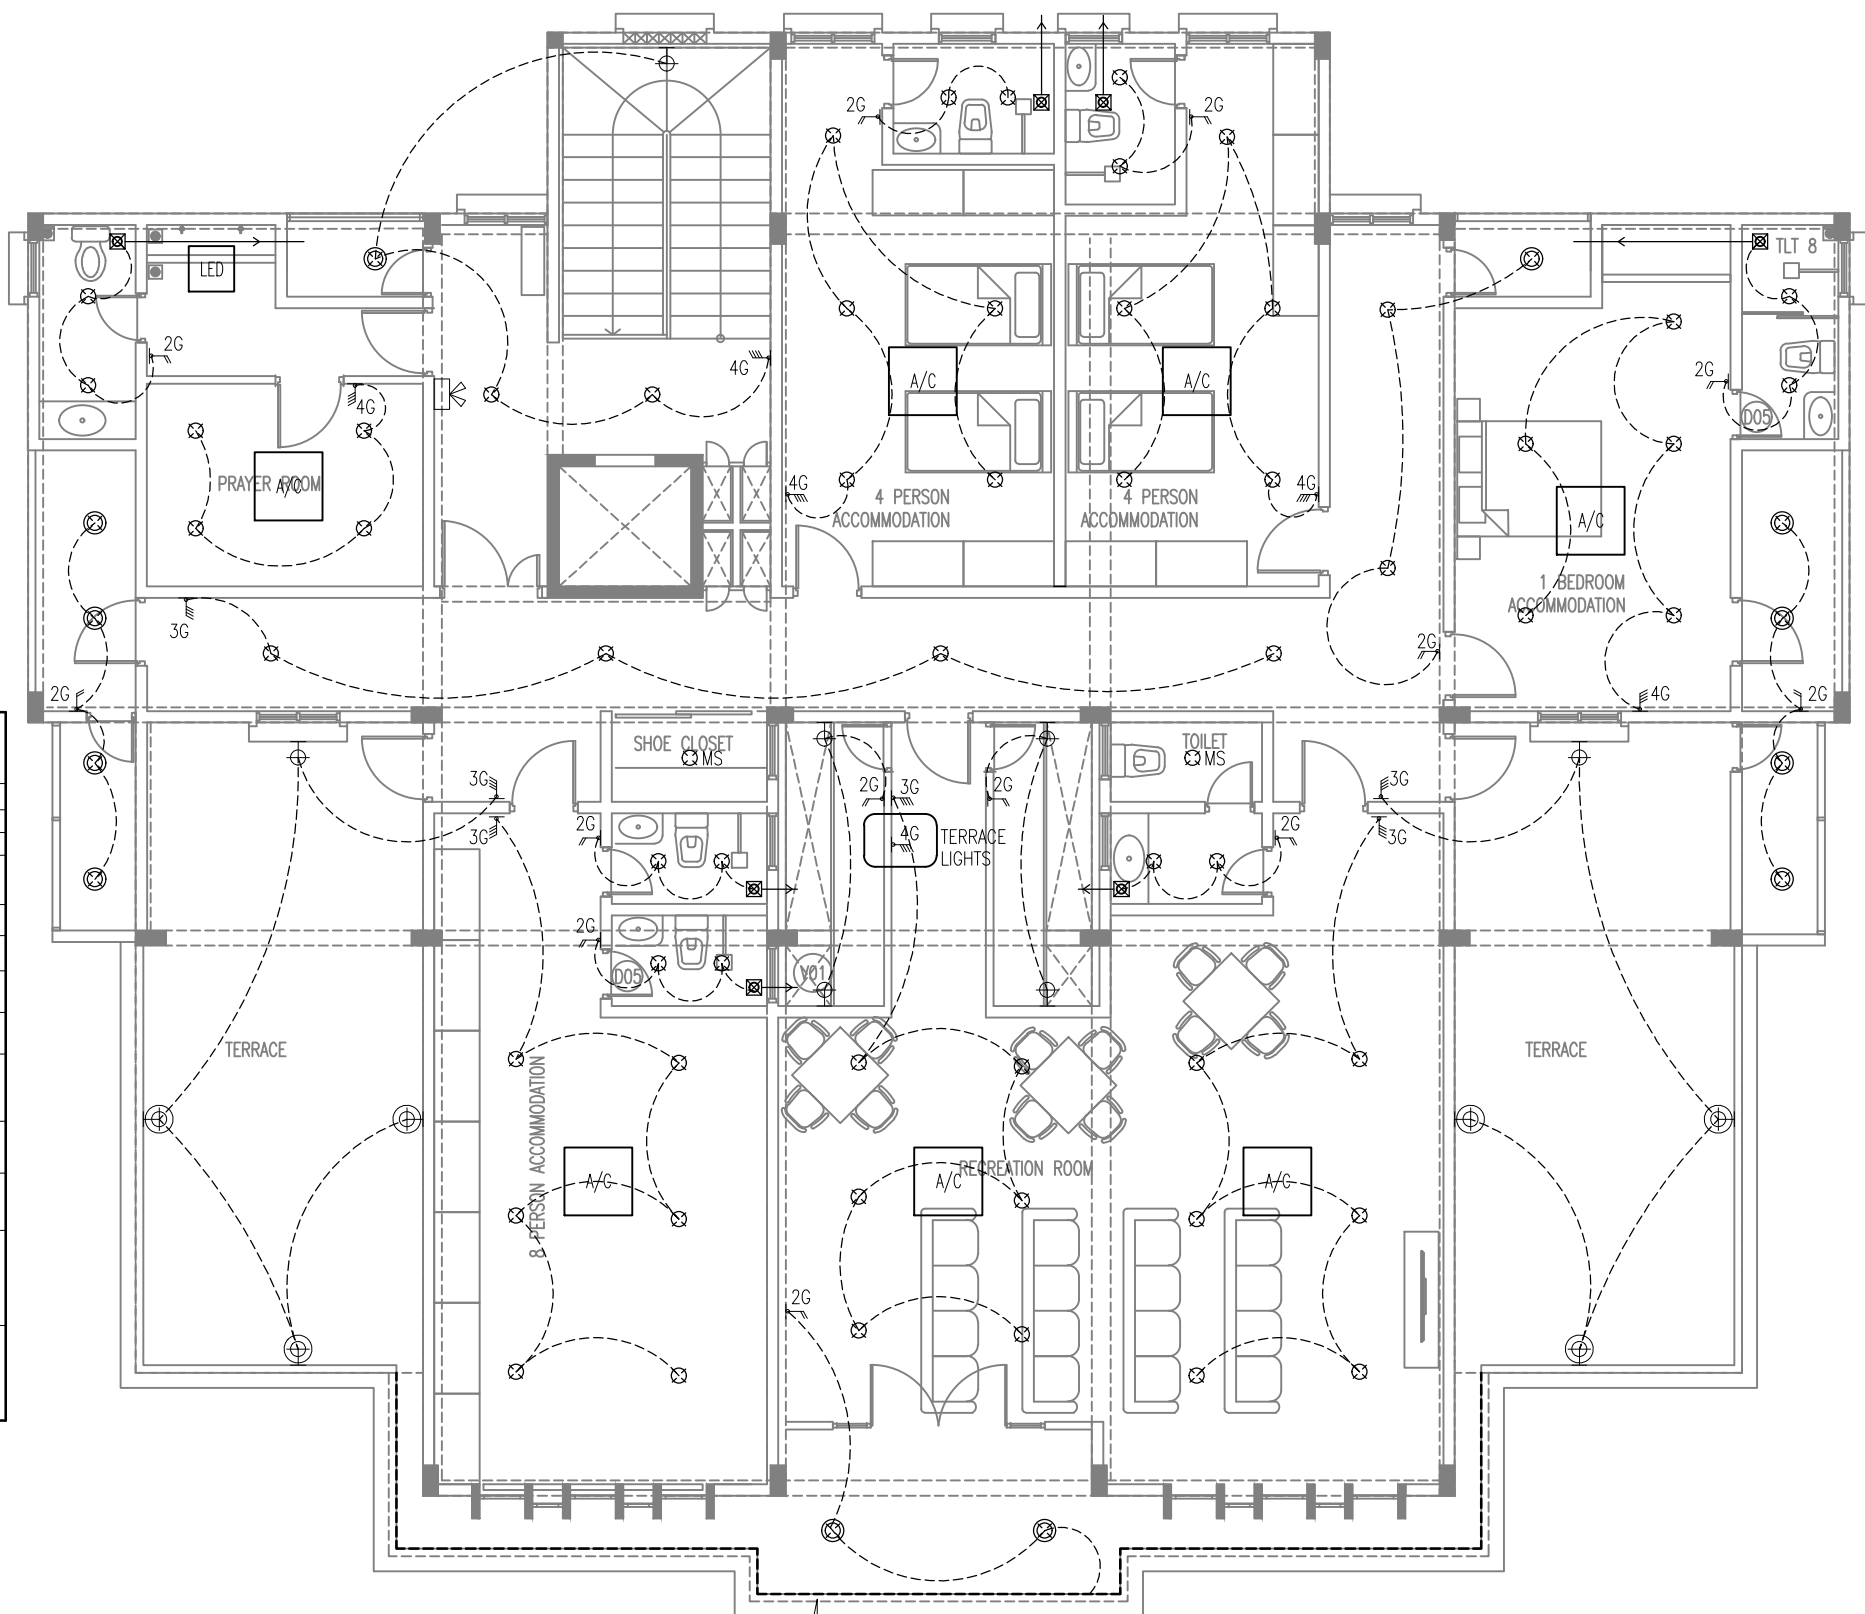 2G
2G
TLT 8
LED
2G
4G
A/C
A/C
2G
4G
D05
PRAYER ROOM
A/C
4G
4 PERSON
ACCOMMODATION
4 PERSON
ACCOMMODATION
4G
A/C
1 BEDROOM
ACCOMMODATION
3G
2G
2G
4G
2G
SHOE CLOSET
MS
TOILET
MS
3G
3G
2G
2G
3G
4G
TERRACE
LIGHTS
2G
2G
3G
3G
2G
D05
V01
TERRACE
TERRACE
8 PERSON ACCOMMODATION
A/C
A/C
RECREATION ROOM
A/C
2G